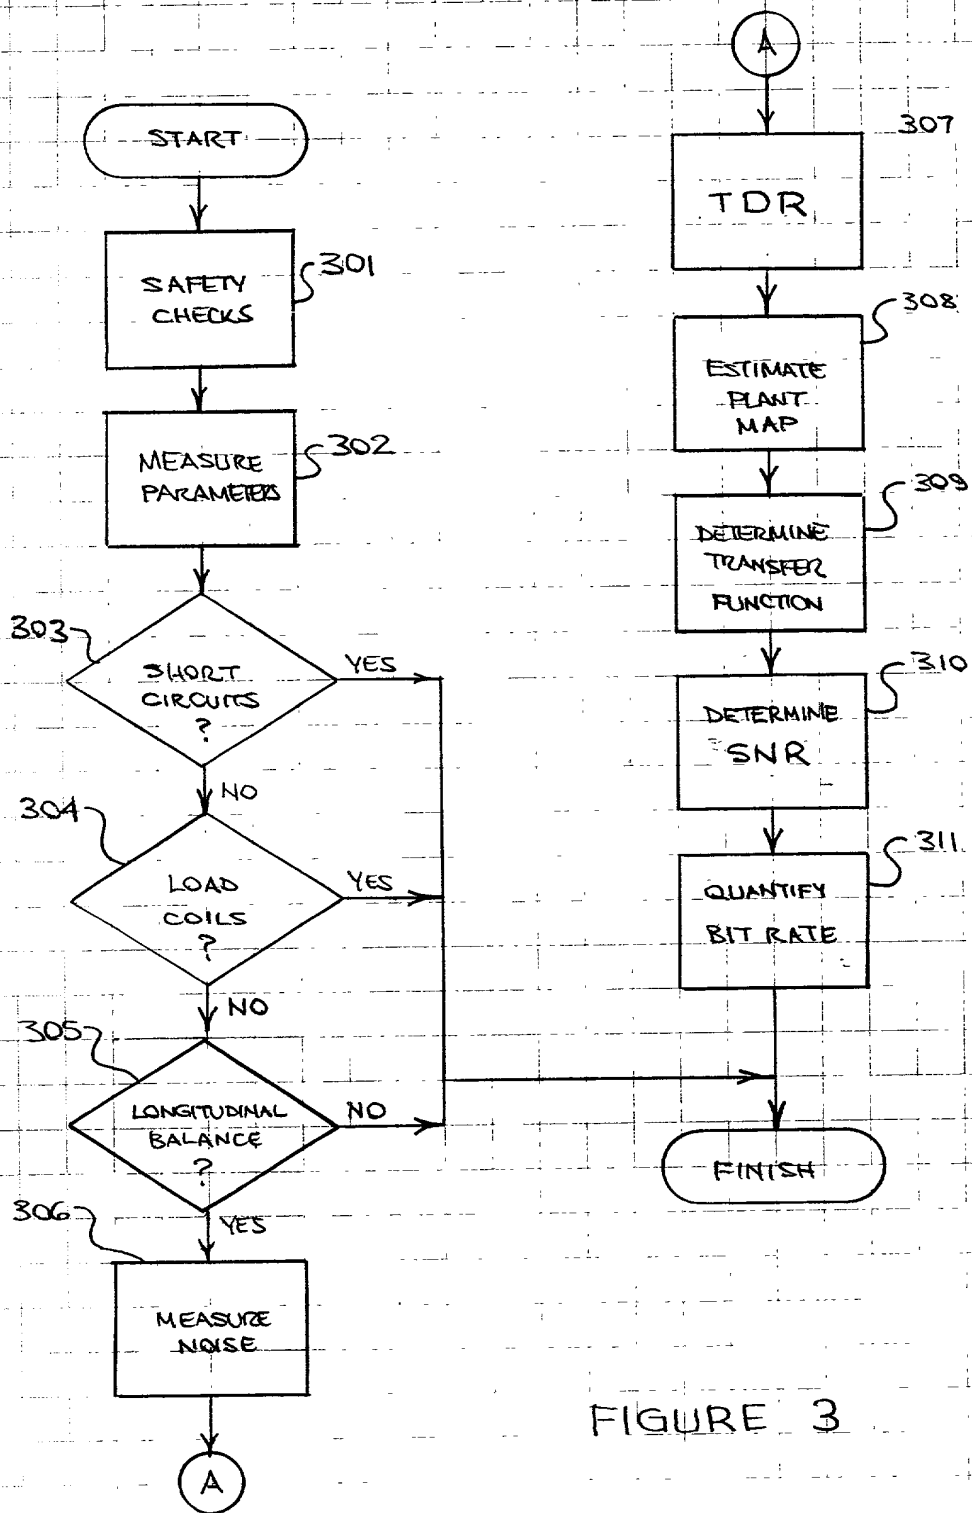 START
301
SAFETY
CHECKS
302
MEASURE
PARAMETERS
303
SHORT
CIRCUITS
?
YES
NO
304
LOAD
COILS
?
YES
NO
305
LONGITUDINAL
BALANCE
?
NO
YES
306
MEASURE
NOISE
A
A
307
TDR
308
ESTIMATE
PLANT
MAP
309
DETERMINE
TRANSFER
FUNCTION
310
DETERMINE
SNR
311
QUANTIFY
BIT RATE
FINISH
FIGURE 3